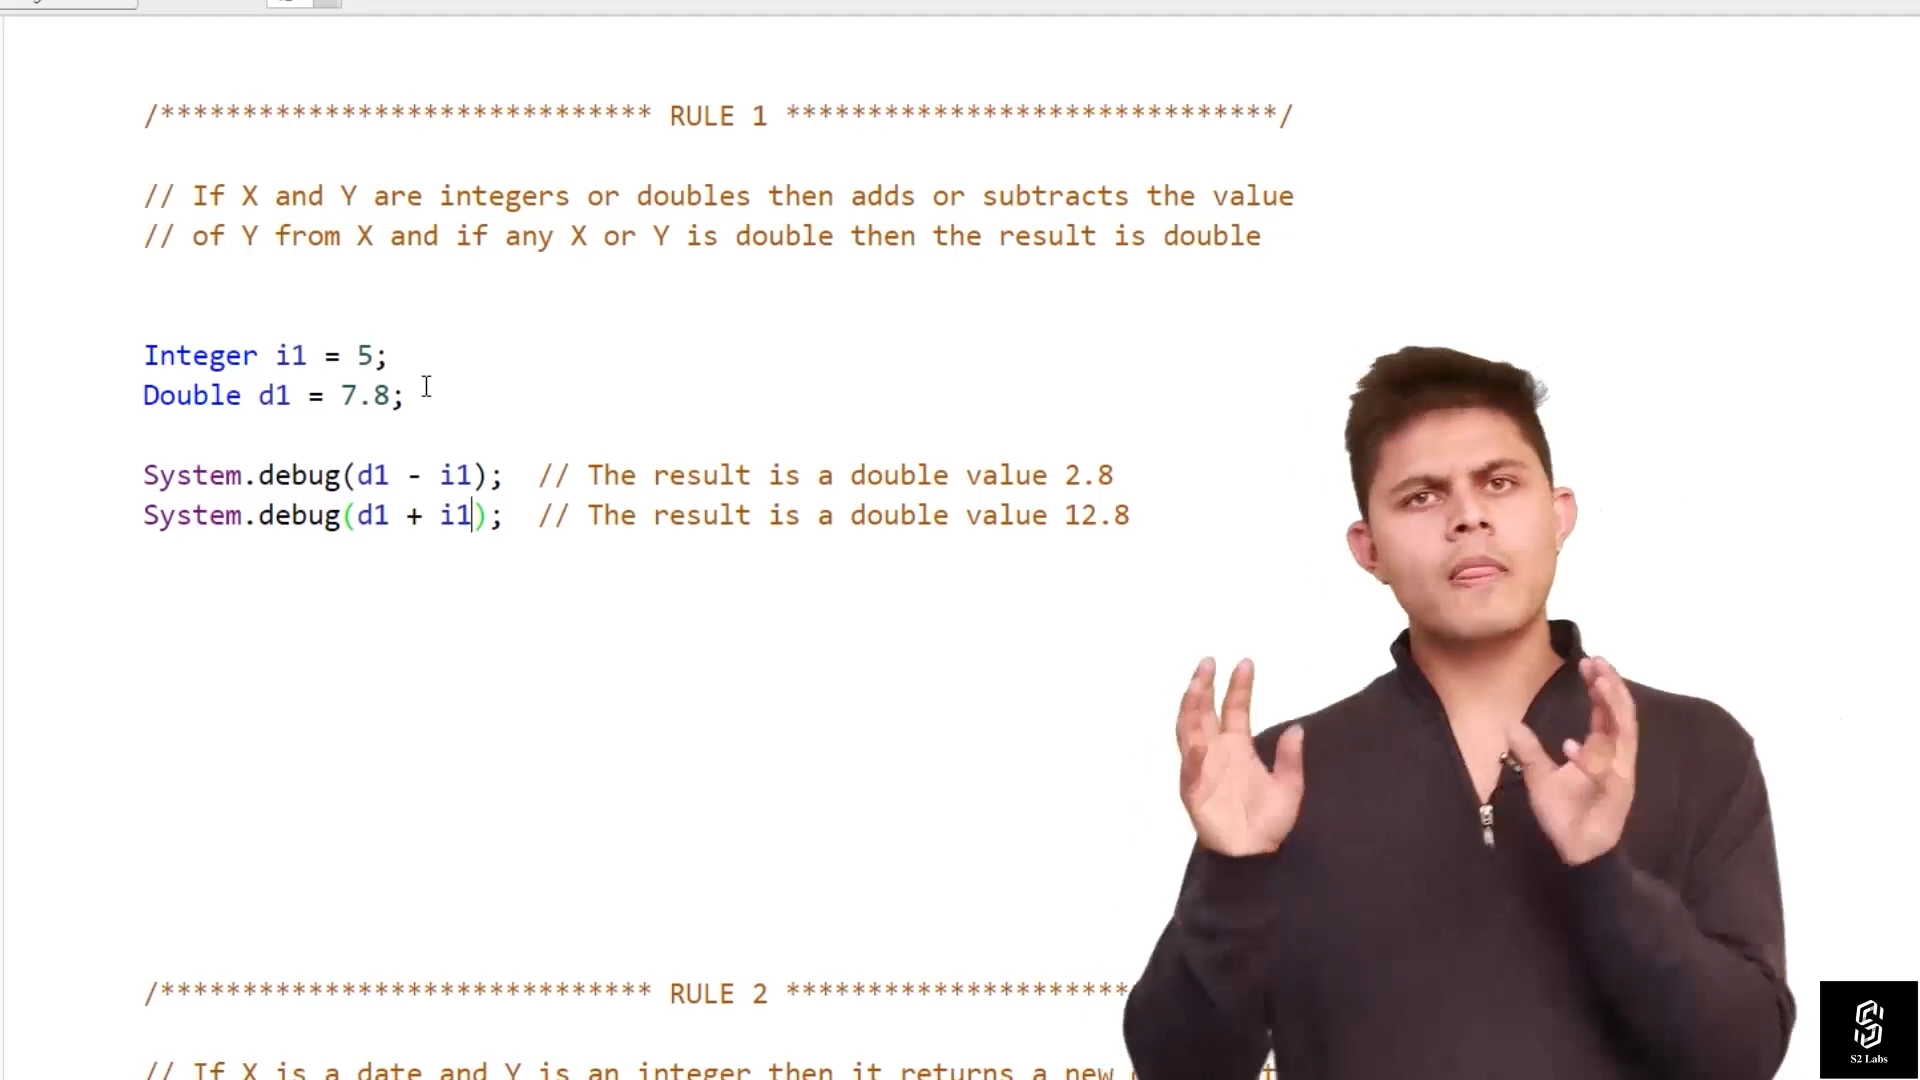 /****************************** RULE 1 ******************************/
// If X and Y are integers or doubles then adds or subtracts the value
// of Y from X and if any X or Y is double then the result is double
Integer i1 = 5;
Double d1 = 7.8;
System.debug(d1 - i1);  // The result is a double value 2.8
System.debug(d1 + i1);  // The result is a double value 12.8
/****************************** RULE 2 *********************
// If X is a date and Y is an integer then it returns a new
S2 Labs